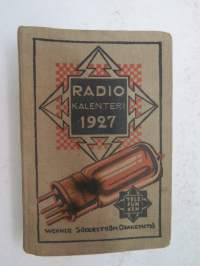 RADIO
KALENTERI
1927
TELE
FUN
KEN
WERNER SÖDERSTRÖM OSAKEYHTIÖ